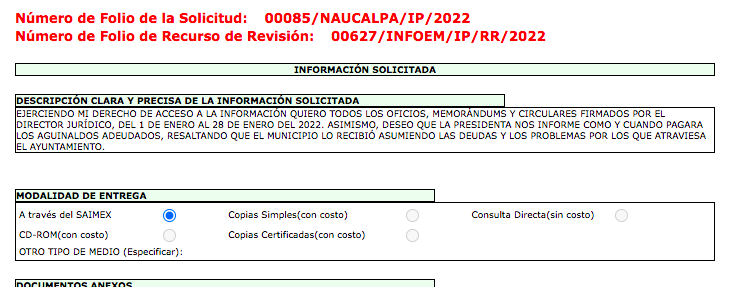 Número de Folio de la Solicitud: 00085/NAUCALPA/IP/2022
Número de Folio de Recurso de Revisión: 00627/INFOEM/IP/RR/2022
INFORMACIÓN SOLICITADA
DESCRIPCIÓN CLARA Y PRECISA DE LA INFORMACIÓN SOLICITADA
EJERCIENDO MI DERECHO DE ACCESO A LA INFORMACIÓN QUIERO TODOS LOS OFICIOS, MEMORÁNDUMS Y CIRCULARES FIRMADOS POR EL
DIRECTOR JURÍDICO, DEL 1 DE ENERO AL 28 DE ENERO DEL 2022. ASIMISMO, DESEO QUE LA PRESIDENTA NOS INFORME COMO Y CUANDO PAGARA
LOS AGUINALDOS ADEUDADOS, RESALTANDO QUE EL MUNICIPIO LO RECIBIÓ ASUMIENDO LAS DEUDAS Y LOS PROBLEMAS POR LOS QUE ATRAVIESA
EL AYUNTAMIENTO.
MODALIDAD DE ENTREGA
A través del SAIMEX Copias Simples(con costo) Consulta Directa(sin costo)
CD-ROM(con costo) Copias Certificadas(con costo)
OTRO TIPO DE MEDIO (Especificar):
DOCUMENTOS ANEXOS